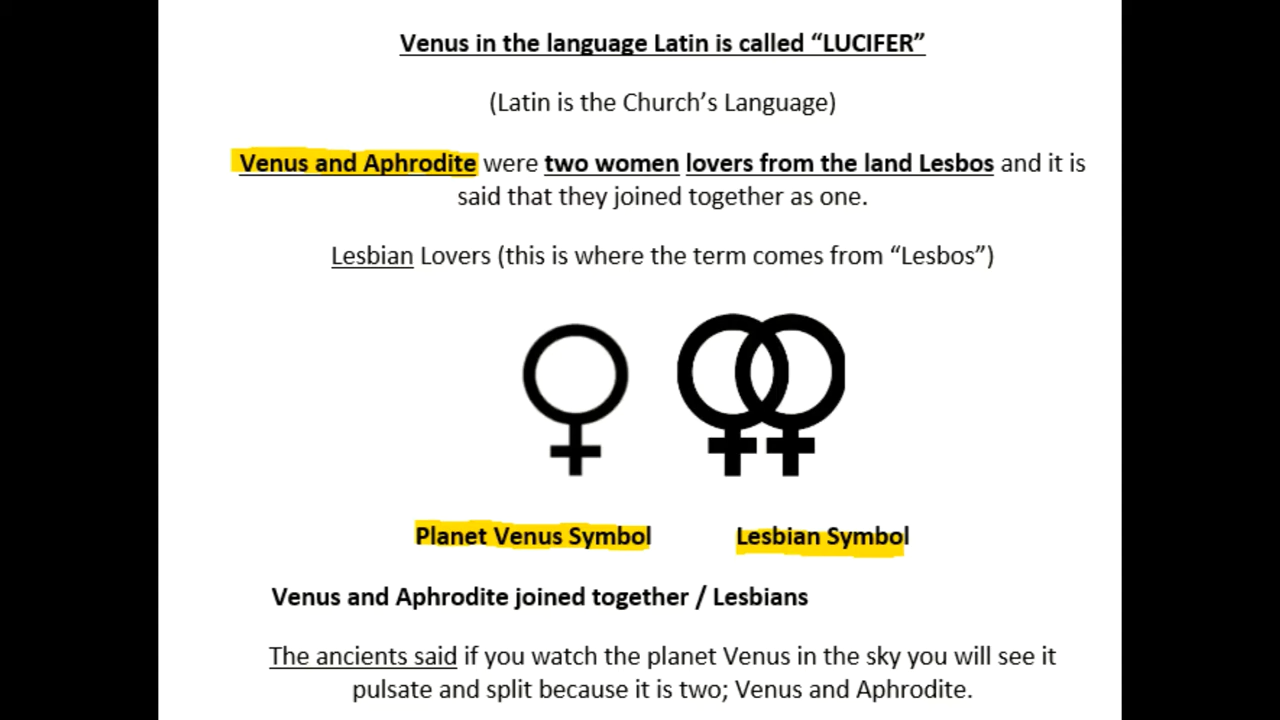 Venus in the language Latin is called “LUCIFER”
(Latin is the Church’s Language)
Venus and Aphrodite were two women lovers from the land Lesbos and it is
said that they joined together as one.
Lesbian Lovers (this is where the term comes from “Lesbos”)
Planet Venus Symbol
Lesbian Symbol
Venus and Aphrodite joined together / Lesbians
The ancients said if you watch the planet Venus in the sky you will see it
pulsate and split because it is two; Venus and Aphrodite.